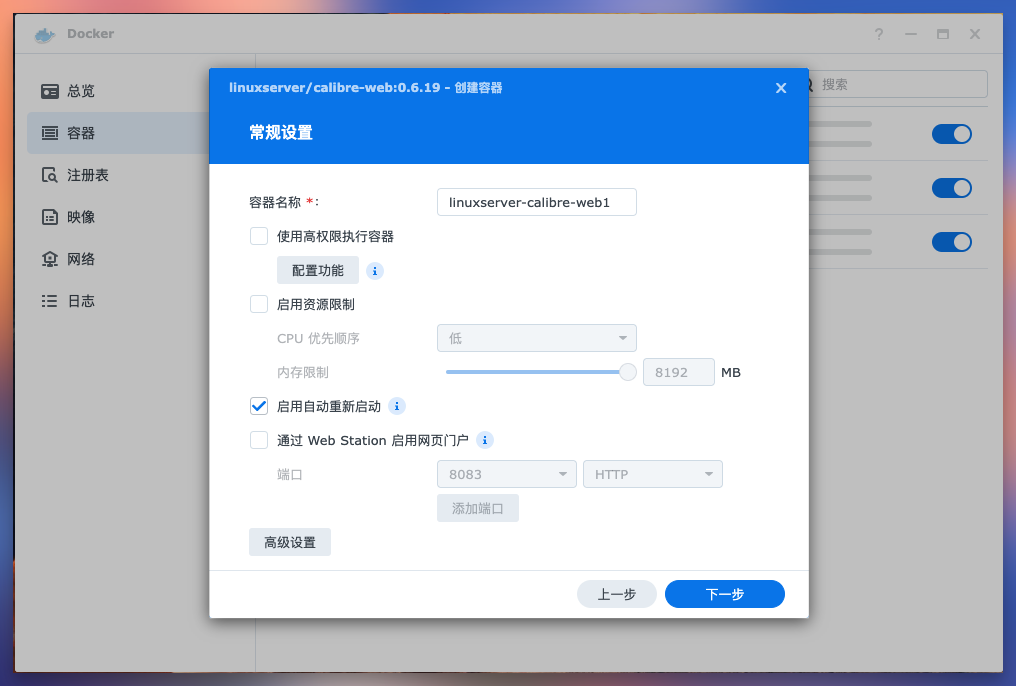 Docker
总览
容器
注册表
映像
网络
日志
搜索
linuxserver/calibre-web:0.6.19 - 创建容器
常规设置
容器名称 *:
linuxserver-calibre-web1
使用高权限执行容器
配置功能
启用资源限制
CPU 优先顺序
低
内存限制
8192
MB
启用自动重新启动
通过 Web Station 启用网页门户
端口
8083
HTTP
添加端口
高级设置
上一步
下一步